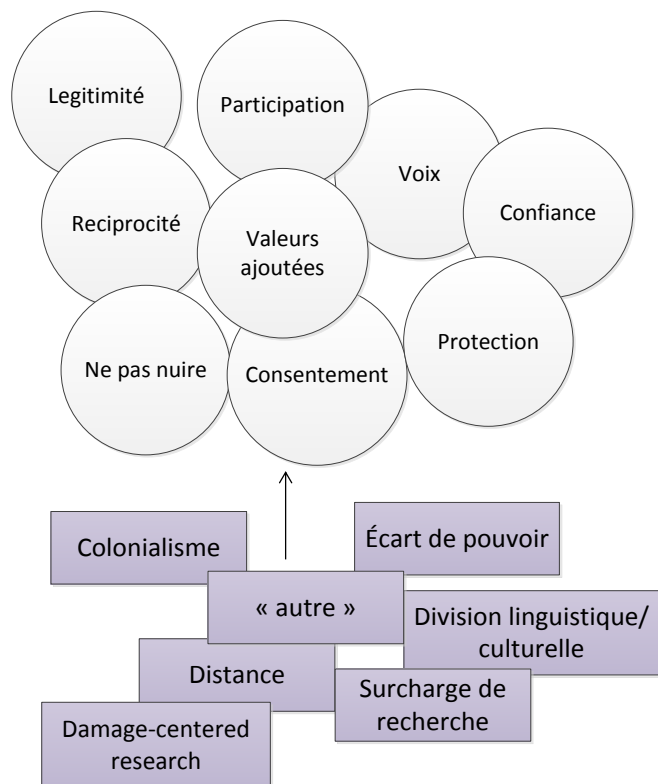 Legitimité
Participation
Voix
Confiance
Reciprocité
Valeurs
ajoutées
Protection
Ne pas nuire
Consentement
Colonialisme
Écart de pouvoir
« autre »
Division linguistique/
culturelle
Distance
Surcharge de
recherche
Damage-centered
research